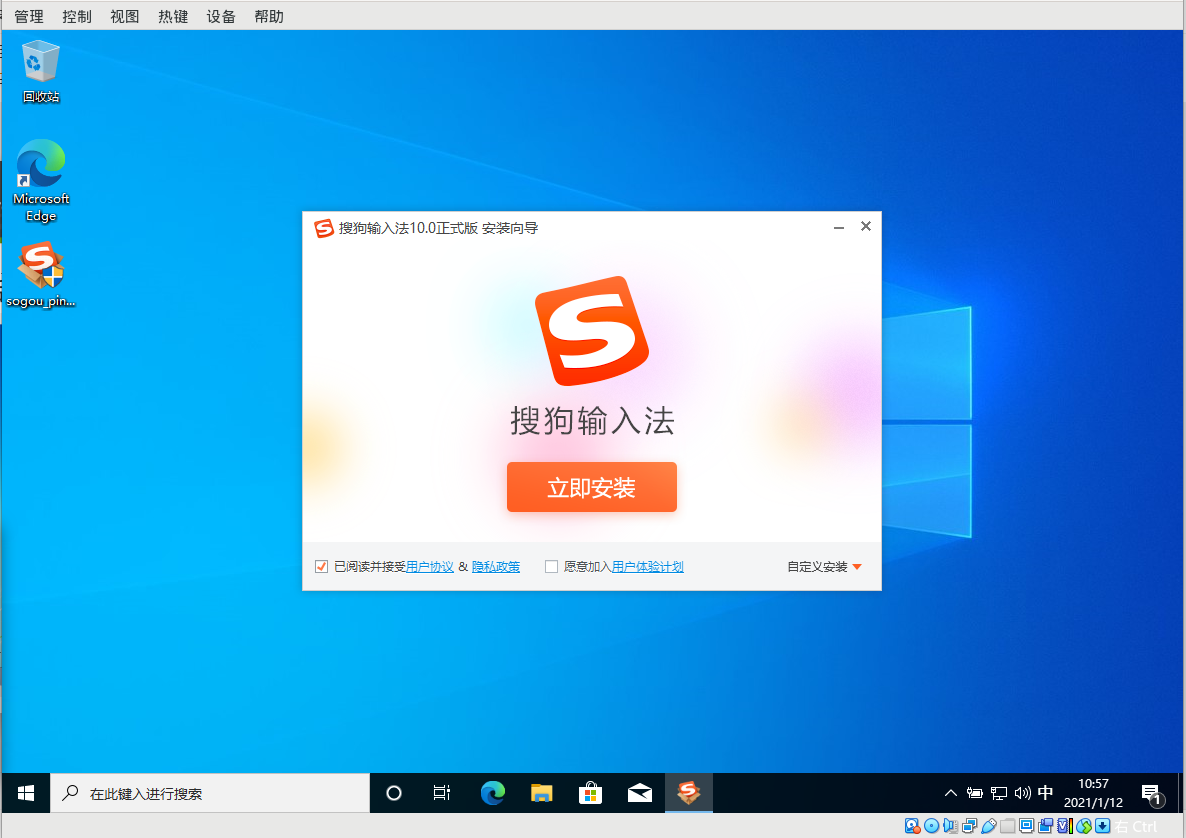 管理 控制 视图 热键 设备 帮助
回收站
Microsoft
Edge
sogou_pin...
搜狗输入法10.0正式版 安装向导
搜狗输入法
立即安装
已阅读并接受用户协议 & 隐私政策 愿意加入用户体验计划 自定义安装
在此键入进行搜索
中
10:57
2021/1/12
1
右 Ctrl